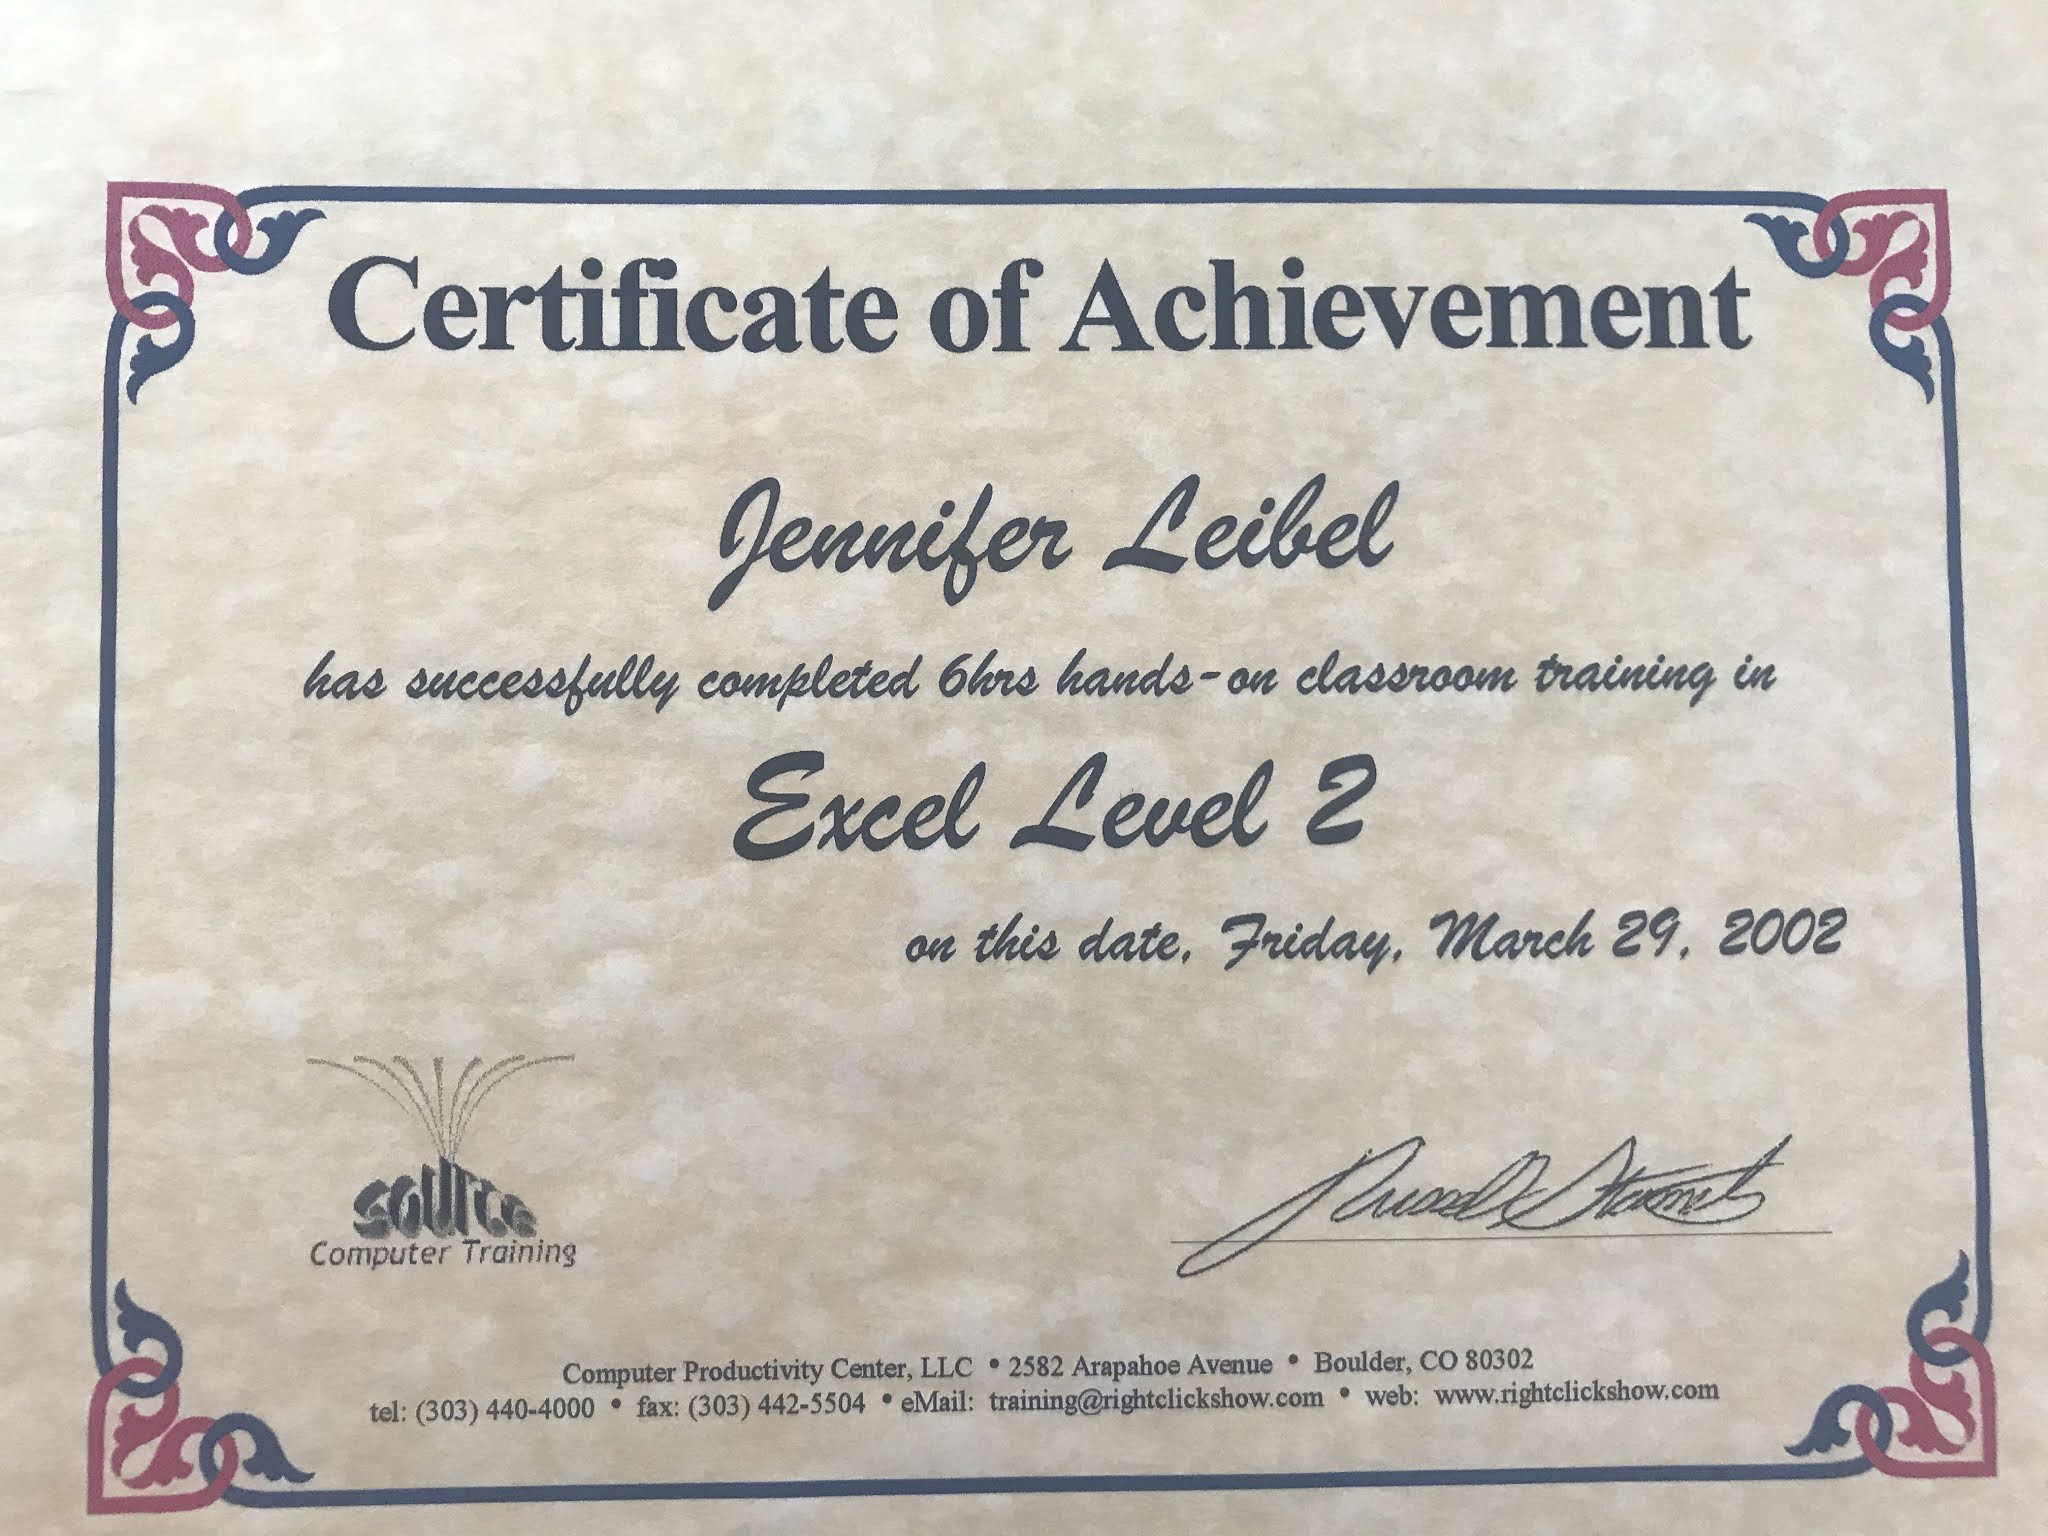 Certificate of Achievement
Jennifer Leibel
has successfully completed 6hrs hands-on classroom training in
Excel Level 2
on this date, Friday, March 29, 2002
source
Computer Training
Computer Productivity Center, LLC • 2582 Arapahoe Avenue • Boulder, CO 80302
tel: (303) 440-4000 • fax: (303) 442-5504 • eMail: training@rightclickshow.com • web: www.rightclickshow.com